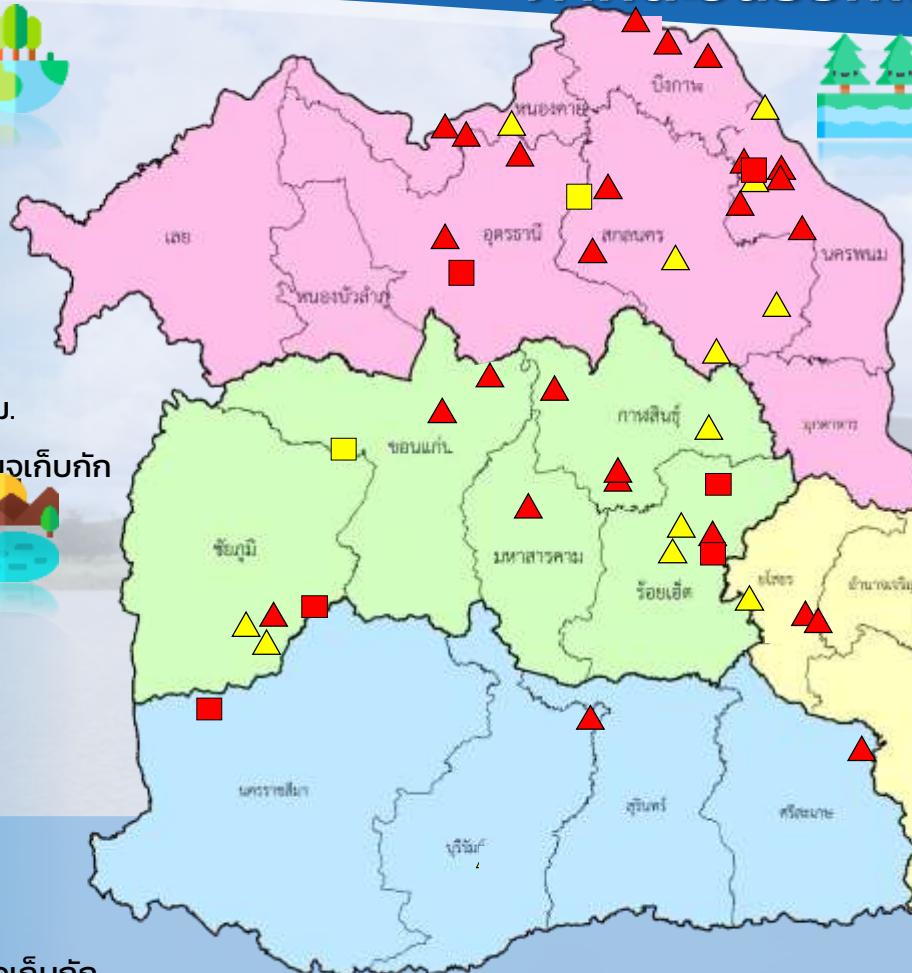 บึงกาฬ
หนองคาย
เลย
อุดรธานี
สกลนคร
นครพนม
หนองบัวลำภู
ม.
กาฬสินธุ์
มุกดาหาร
ขอนแก่น
จุเก็บกัก
ชัยภูมิ
มหาสารคาม
ยโสธร
อำนาจเจริญ
ร้อยเอ็ด
นครราชสีมา
สุรินทร์
ศรีสะเกษ
บุรีรัมย์